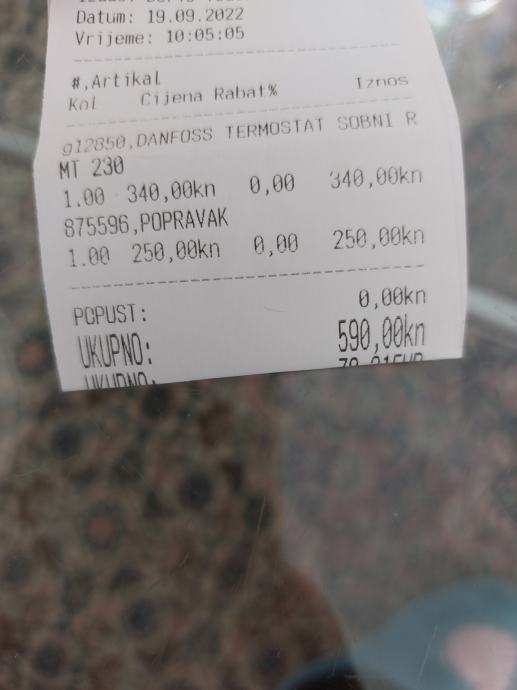 Datum: 19.09.2022
Vrijeme: 10:05:05
#,Artikal
Kol Cijena Rabat% Iznos
g12850,DANFOSS TERMOSTAT SOBNI R
MT 230
1.00 340,00kn 0,00 340,00kn
875596,POPRAVAK
1.00 250,00kn 0,00 250,00kn
POPUST: 0,00kn
UKUPNO: 590,00kn
UKUPNO: